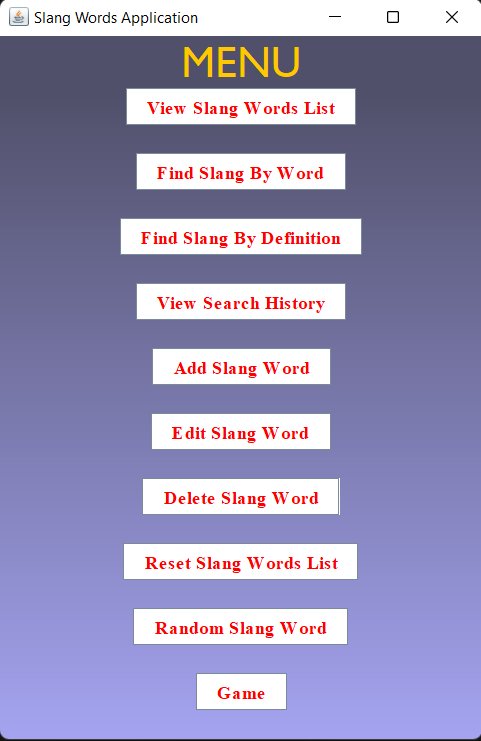 Slang Words Application
MENU
View Slang Words List
Find Slang By Word
Find Slang By Definition
View Search History
Add Slang Word
Edit Slang Word
Delete Slang Word
Reset Slang Words List
Random Slang Word
Game